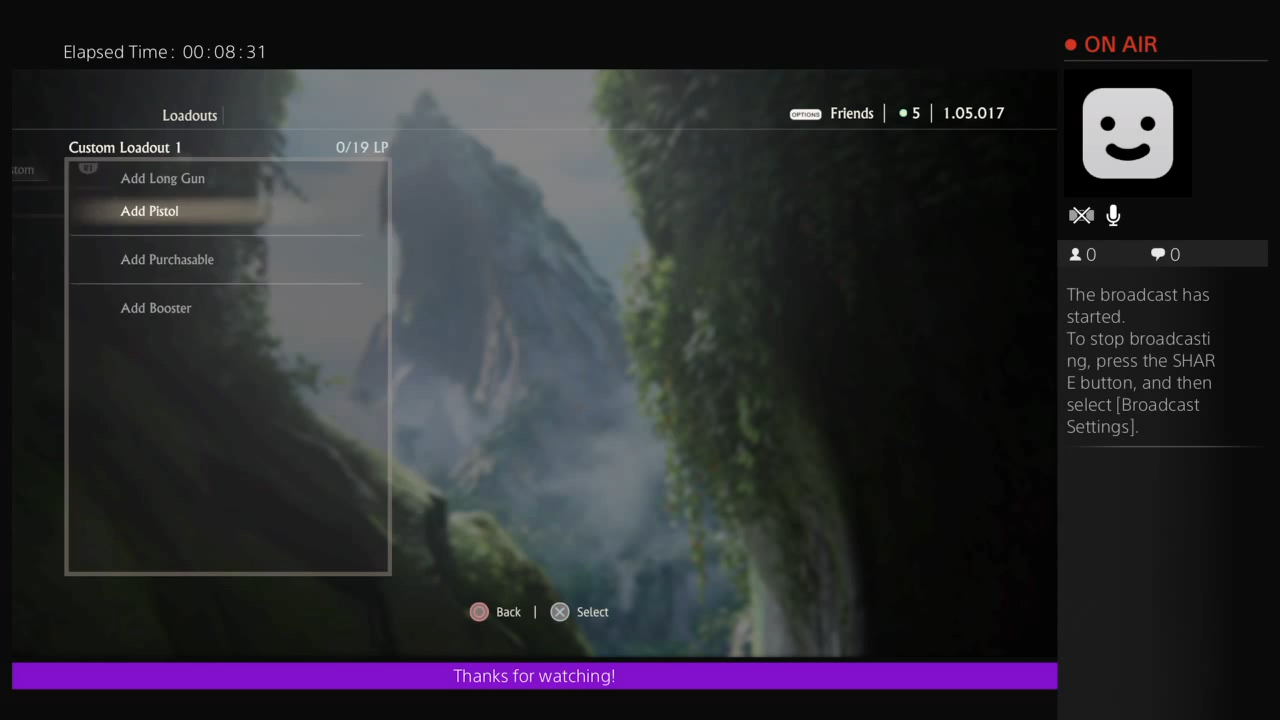 Elapsed Time: 00:08:31
ON AIR
Loadouts
OPTIONS Friends | 5 | 1.05.017
Custom Loadout 1 0/19 LP
tom
R1
Add Long Gun
Add Pistol
Add Purchasable
Add Booster
0 0
The broadcast has
started.
To stop broadcasti
ng, press the SHAR
E button, and then
select [Broadcast
Settings].
Back | Select
Thanks for watching!